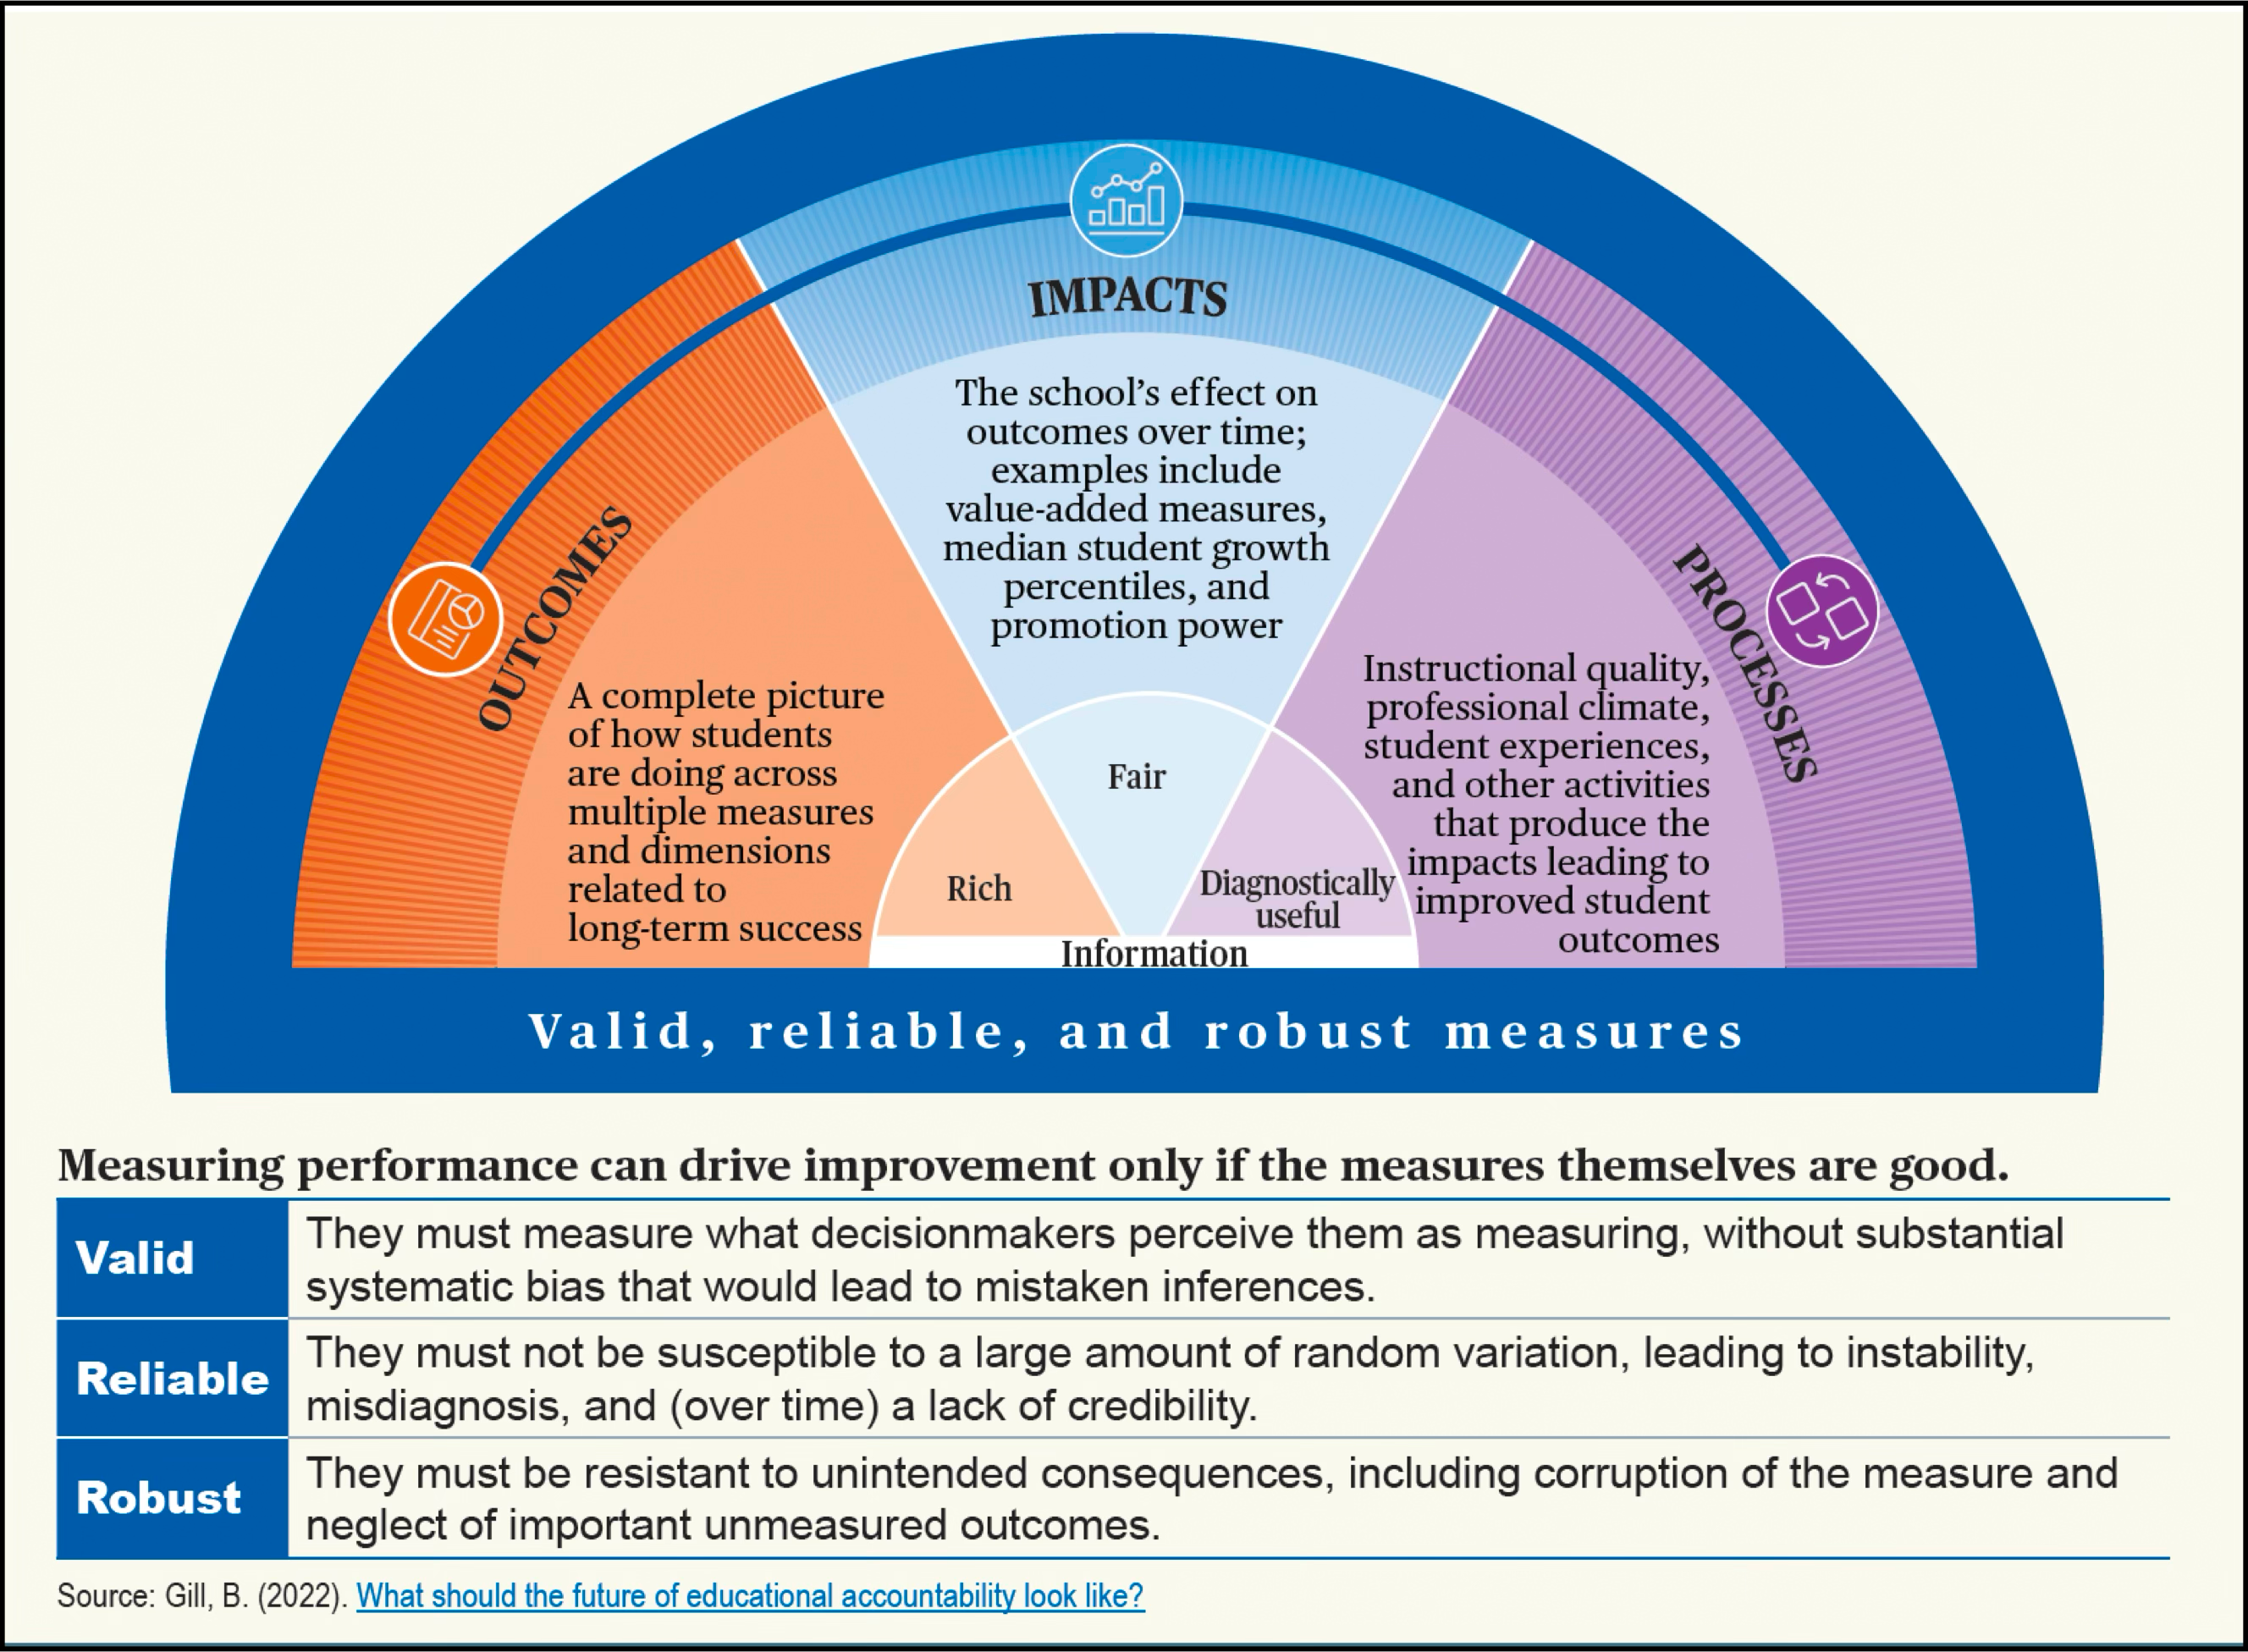 IMPACTS
The school’s effect on
outcomes over time;
examples include
value-added measures,
median student growth
percentiles, and
promotion power
OUTCOMES
A complete picture
of how students
are doing across
multiple measures
and dimensions
related to
long-term success
PROCESSES
Instructional quality,
professional climate,
student experiences,
and other activities
that produce the
impacts leading to
improved student
outcomes
Rich
Fair
Diagnostically
useful
Information
Valid, reliable, and robust measures
Measuring performance can drive improvement only if the measures themselves are good.
Valid
They must measure what decisionmakers perceive them as measuring, without substantial
systematic bias that would lead to mistaken inferences.
Reliable
They must not be susceptible to a large amount of random variation, leading to instability,
misdiagnosis, and (over time) a lack of credibility.
Robust
They must be resistant to unintended consequences, including corruption of the measure and
neglect of important unmeasured outcomes.
Source: Gill, B. (2022). What should the future of educational accountability look like?